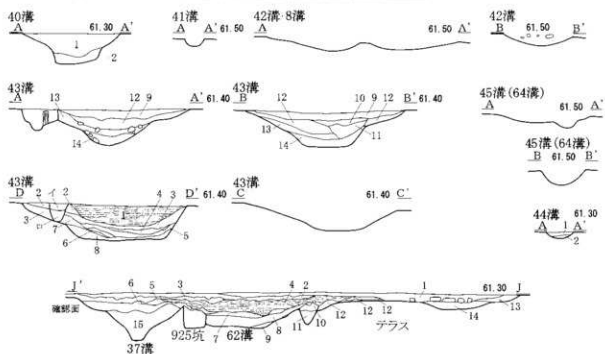 40溝
A 61.30 A'
1
2
41溝
A A' 61.50
42溝・8溝
A A' 61.50
42溝
B 61.50 B'
43溝
A A' 61.40
13 12 9
14
43溝
B B' 61.40
12 10 9 12
13 11
14
45溝(64溝)
A 61.50 A'
45溝(64溝)
B 61.50 B'
43溝
D D' 61.40
2 イ 2 4 3
1
3 ロ 7
6 5
8
43溝
C C' 61.40
44溝 61.30
A 1 A'
2
J' 61.30 J
6 5 3 4 2 1
確認面
15 11 10 12 12 12 13
37溝 925坑 7 62溝 9 8 テラス 14